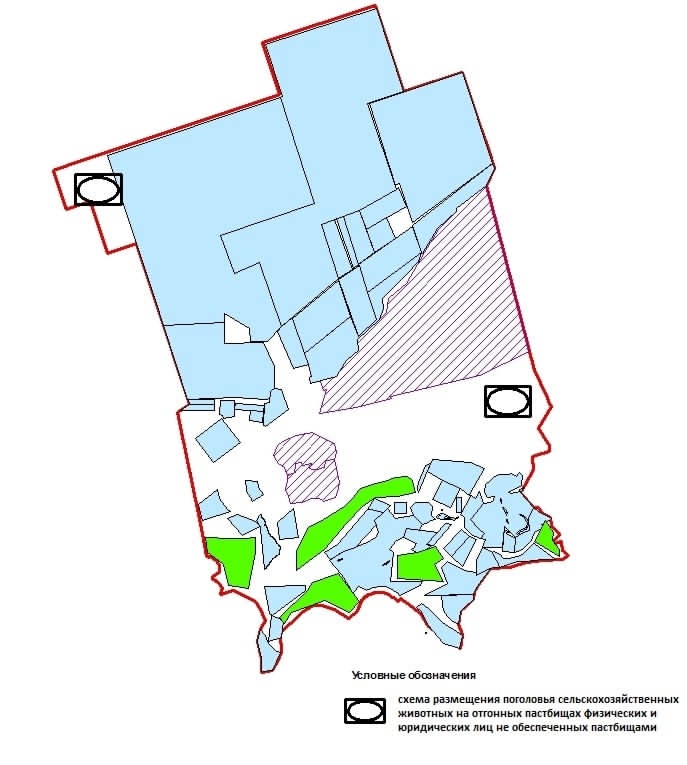 Условные обозначения
схема размещения поголовья сельскохозяйственных
животных на отгонных пастбищах физических и
юридических лиц не обеспеченных пастбищами